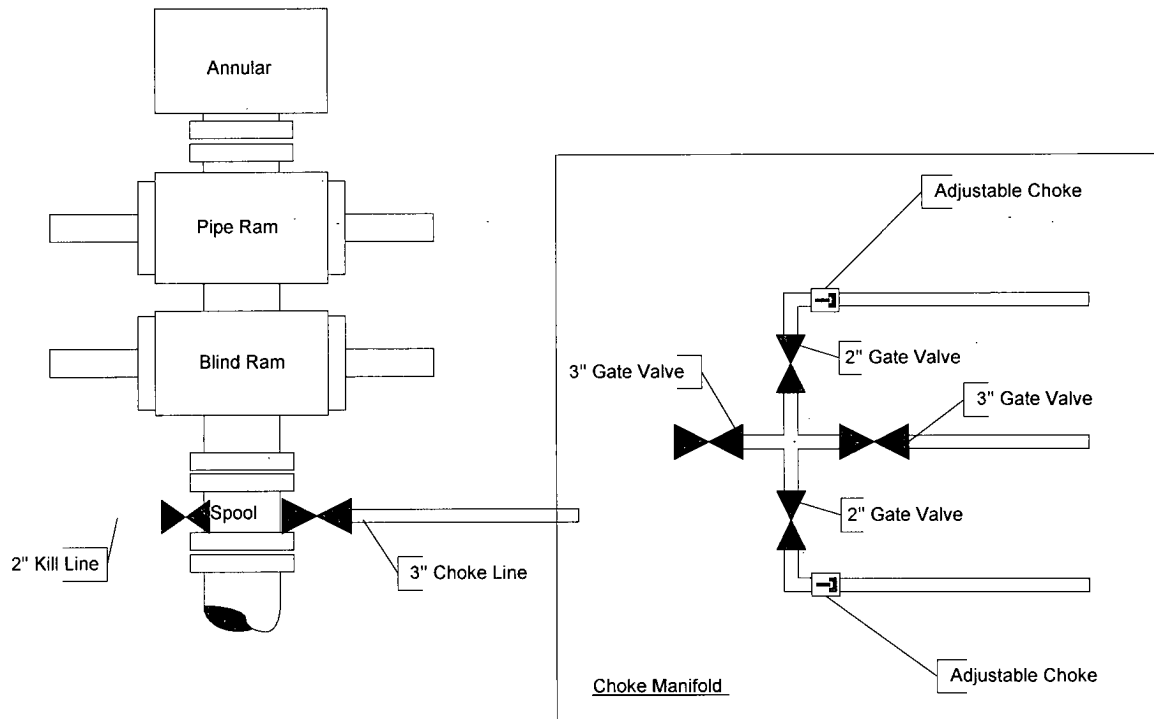 Annular
Pipe Ram
Blind Ram
Spool
2" Kill Line
3" Choke Line
Adjustable Choke
2" Gate Valve
3" Gate Valve
3" Gate Valve
2" Gate Valve
Adjustable Choke
Choke Manifold